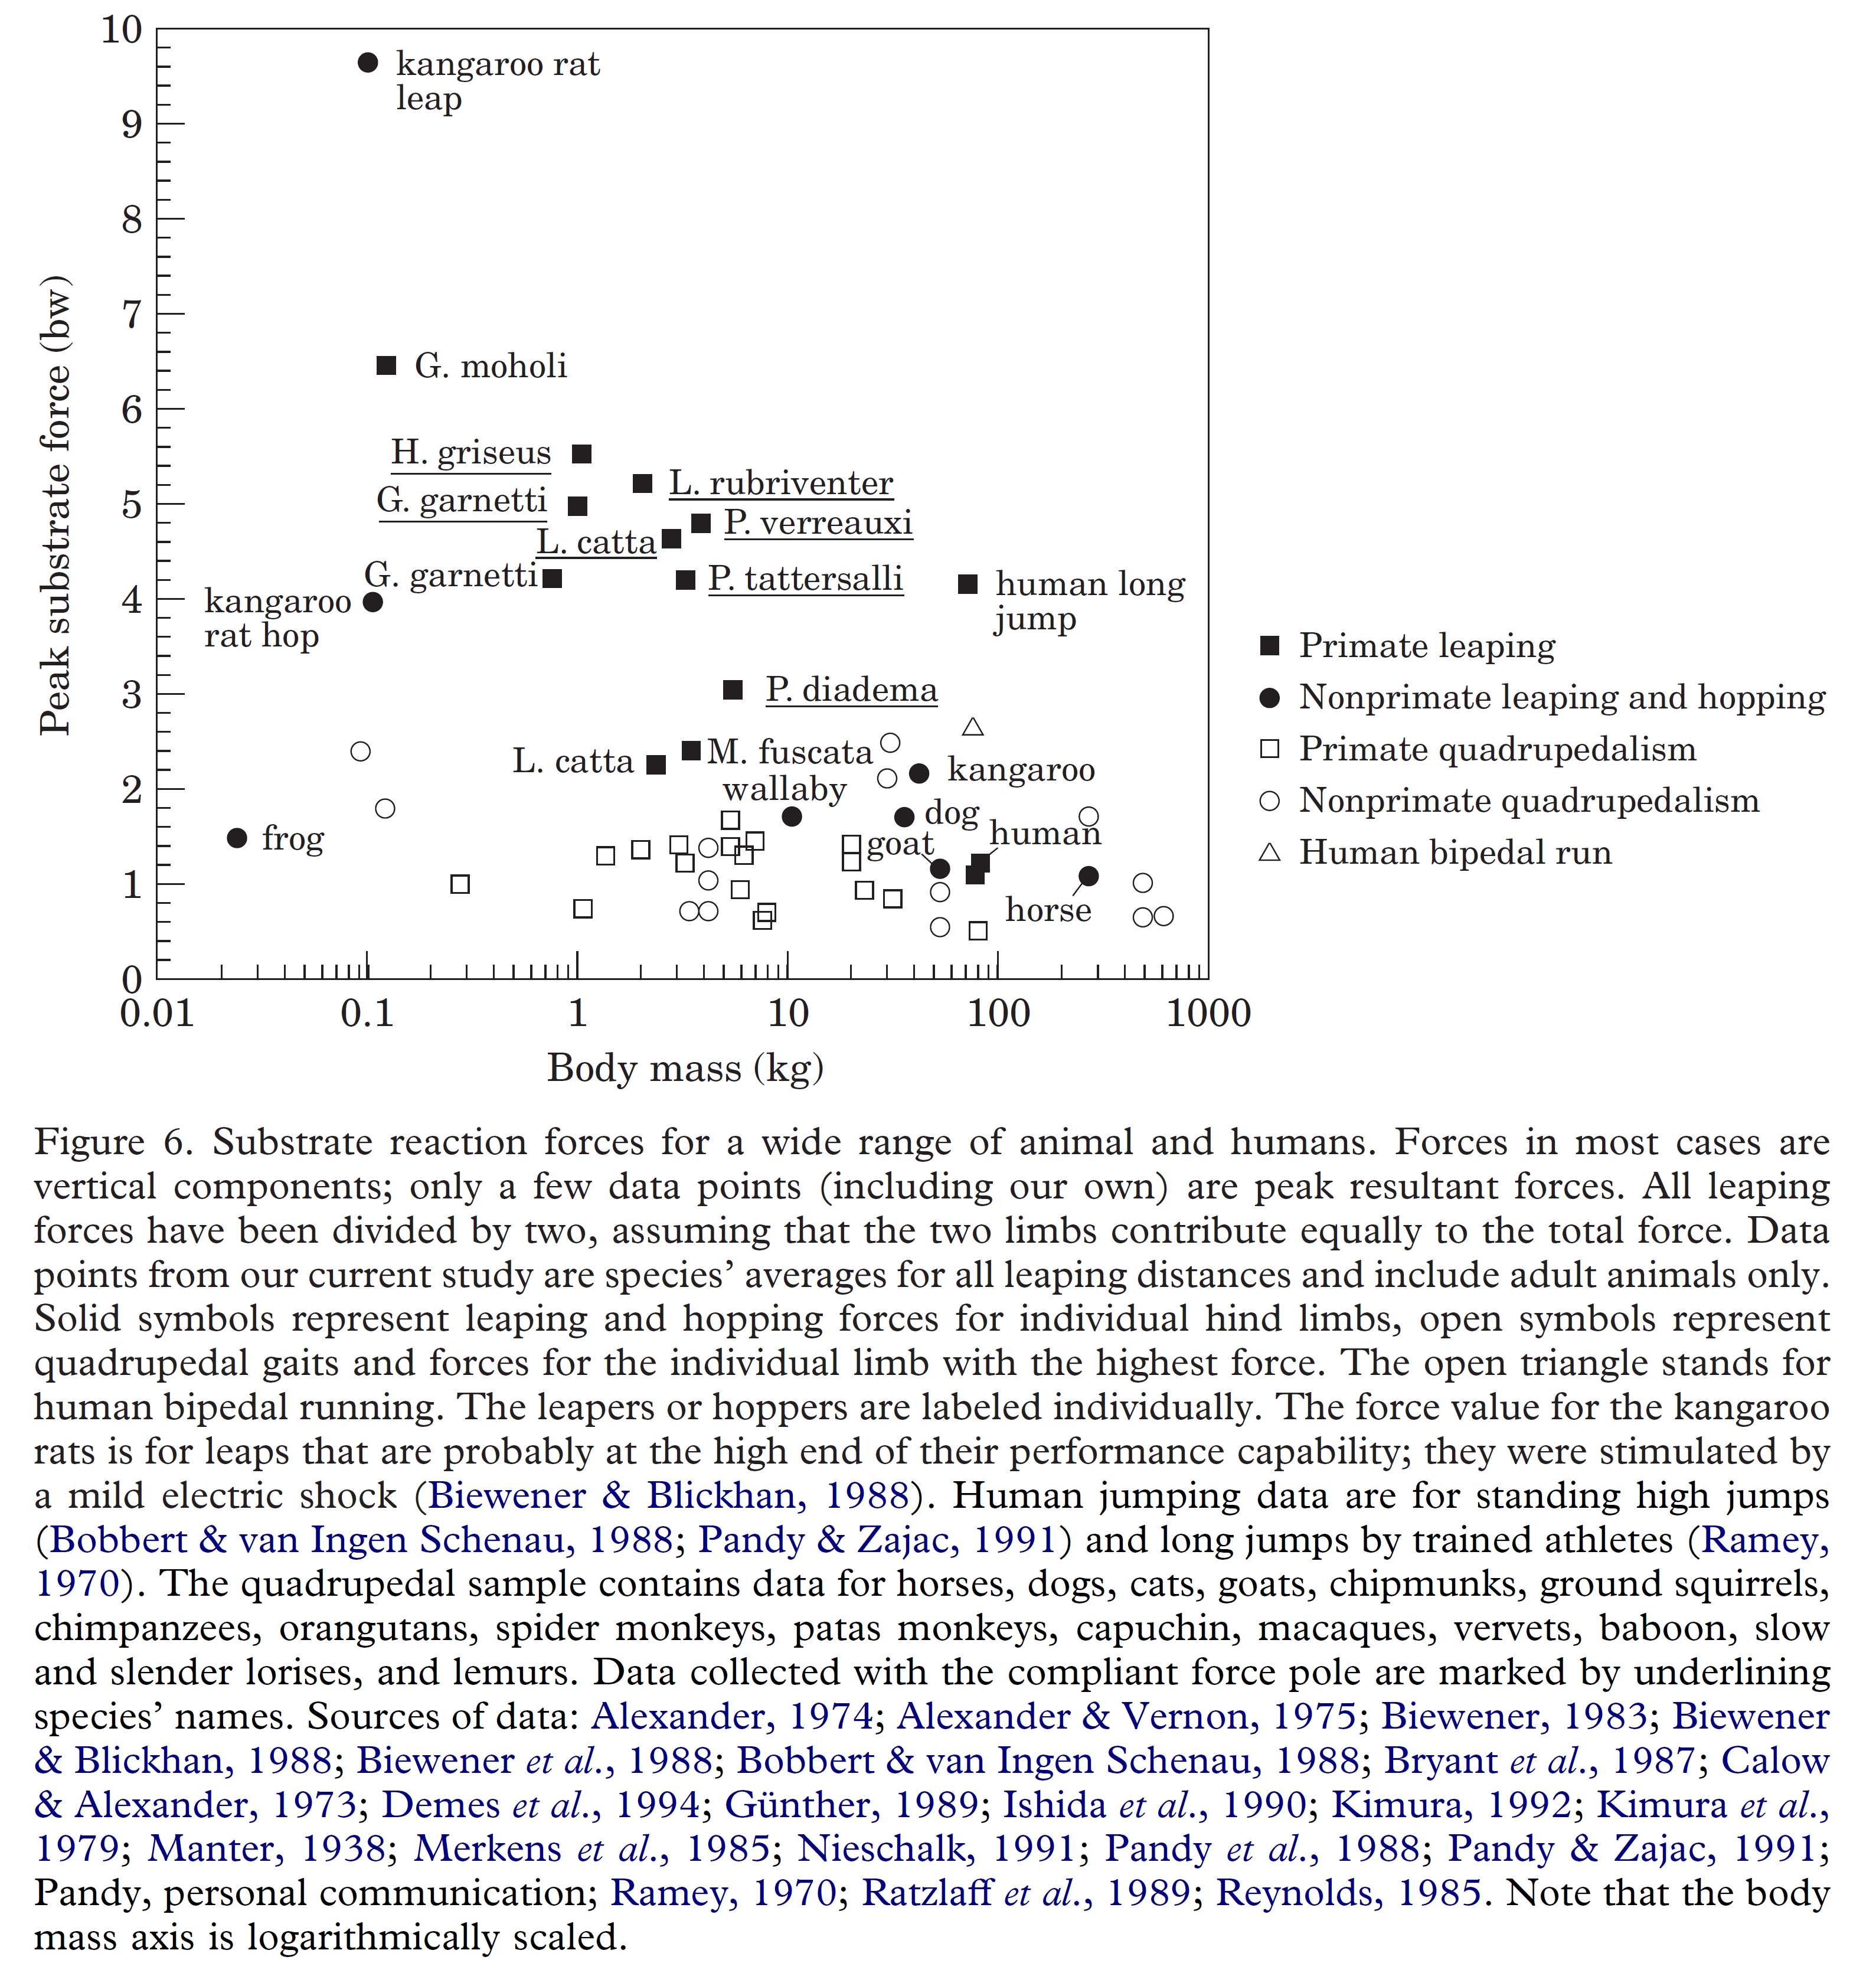 10
9
8
7
6
5
4
3
2
1
0
Peak substrate force (bw)
kangaroo rat
leap
G. moholi
H. griseus
L. rubriventer
G. garnetti
P. verreauxi
L. catta
G. garnetti
P. tattersalli
human long
jump
kangaroo
rat hop
P. diadema
L. catta
M. fuscata
wallaby
kangaroo
dog
frog
goat
human
horse
0.01
0.1
1
10
100
1000
Body mass (kg)
Primate leaping
Nonprimate leaping and hopping
Primate quadrupedalism
Nonprimate quadrupedalism
Human bipedal run
Figure 6. Substrate reaction forces for a wide range of animal and humans. Forces in most cases are
vertical components; only a few data points (including our own) are peak resultant forces. All leaping
forces have been divided by two, assuming that the two limbs contribute equally to the total force. Data
points from our current study are species’ averages for all leaping distances and include adult animals only.
Solid symbols represent leaping and hopping forces for individual hind limbs, open symbols represent
quadrupedal gaits and forces for the individual limb with the highest force. The open triangle stands for
human bipedal running. The leapers or hoppers are labeled individually. The force value for the kangaroo
rats is for leaps that are probably at the high end of their performance capability; they were stimulated by
a mild electric shock (Biewener & Blickhan, 1988). Human jumping data are for standing high jumps
(Bobbert & van Ingen Schenau, 1988; Pandy & Zajac, 1991) and long jumps by trained athletes (Ramey,
1970). The quadrupedal sample contains data for horses, dogs, cats, goats, chipmunks, ground squirrels,
chimpanzees, orangutans, spider monkeys, patas monkeys, capuchin, macaques, vervets, baboon, slow
and slender lorises, and lemurs. Data collected with the compliant force pole are marked by underlining
species’ names. Sources of data: Alexander, 1974; Alexander & Vernon, 1975; Biewener, 1983; Biewener
& Blickhan, 1988; Biewener et al., 1988; Bobbert & van Ingen Schenau, 1988; Bryant et al., 1987; Calow
& Alexander, 1973; Demes et al., 1994; Günther, 1989; Ishida et al., 1990; Kimura, 1992; Kimura et al.,
1979; Manter, 1938; Merkens et al., 1985; Nieschalk, 1991; Pandy et al., 1988; Pandy & Zajac, 1991;
Pandy, personal communication; Ramey, 1970; Ratzlaff et al., 1989; Reynolds, 1985. Note that the body
mass axis is logarithmically scaled.